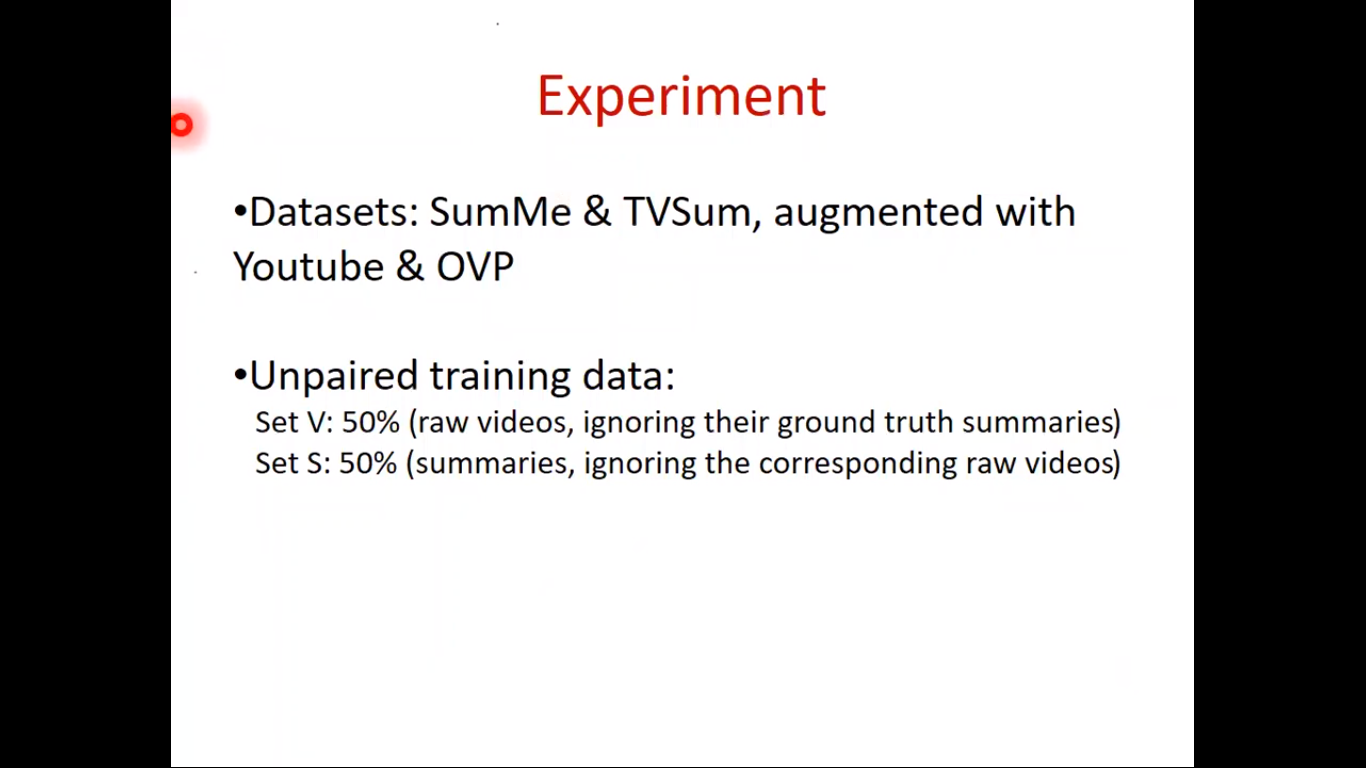 Experiment
•Datasets: SumMe & TVSum, augmented with
Youtube & OVP
•Unpaired training data:
Set V: 50% (raw videos, ignoring their ground truth summaries)
Set S: 50% (summaries, ignoring the corresponding raw videos)